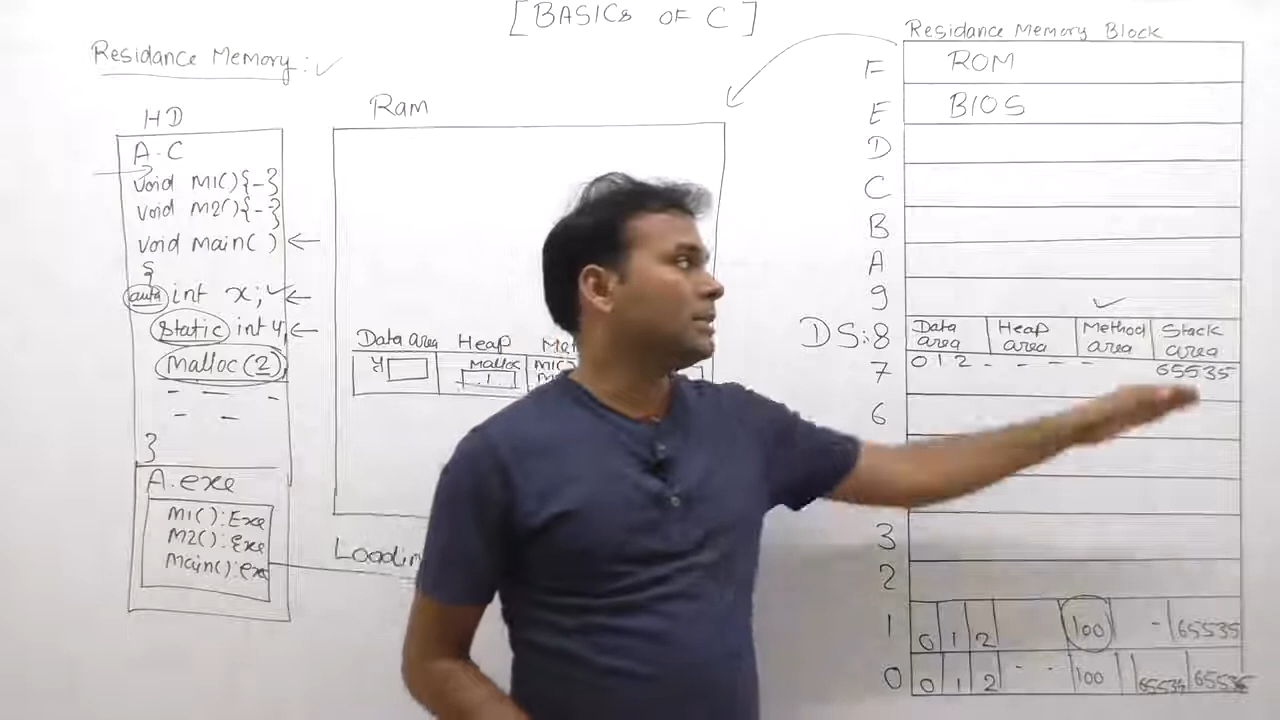 [ BASICs OF C ]
Residance Memory:
HD
A.C
void M1(){-}
void M2(){-}
void main( )
{
auto int x;
static int y,
Malloc(2)
}
A.exe
M1(): Exe
M2(): Exe
Main(): exe
Ram
Data area Heap
y Malloc M1()
Residance Memory Block
F ROM
E BIOS
D
C
B
A
9
DS:8 Data area Heap area Method area Stack area
7 0 1 2 - - - - 65535
6
3
2
1 0 1 2 100 - 65535
0 0 1 2 - - 100 65534 65535